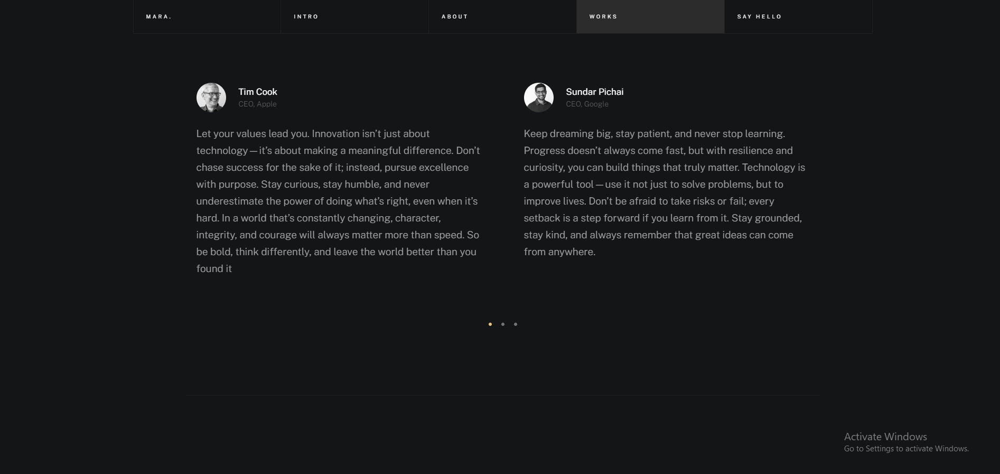 MARA.
INTRO
ABOUT
WORKS
SAY HELLO
Tim Cook
CEO, Apple
Let your values lead you. Innovation isn’t just about
technology—it’s about making a meaningful difference. Don’t
chase success for the sake of it; instead, pursue excellence
with purpose. Stay curious, stay humble, and never
underestimate the power of doing what’s right, even when it’s
hard. In a world that’s constantly changing, character,
integrity, and courage will always matter more than speed. So
be bold, think differently, and leave the world better than you
found it
Sundar Pichai
CEO, Google
Keep dreaming big, stay patient, and never stop learning.
Progress doesn’t always come fast, but with resilience and
curiosity, you can build things that truly matter. Technology is
a powerful tool—use it not just to solve problems, but to
improve lives. Don’t be afraid to take risks or fail; every
setback is a step forward if you learn from it. Stay grounded,
stay kind, and always remember that great ideas can come
from anywhere.
Activate Windows
Go to Settings to activate Windows.